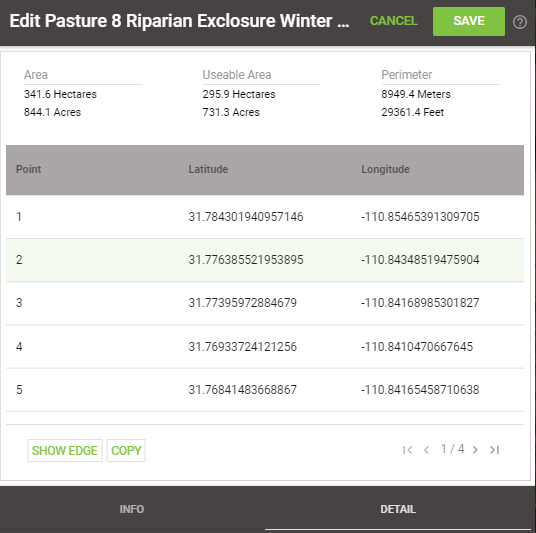 Edit Pasture 8 Riparian Exclosure Winter ... CANCEL SAVE
Area Useable Area Perimeter
341.6 Hectares 295.9 Hectares 8949.4 Meters
844.1 Acres 731.3 Acres 29361.4 Feet
Point Latitude Longitude
1 31.784301940957146 -110.85465391309705
2 31.776385521953895 -110.84348519475904
3 31.77395972884679 -110.84168985301827
4 31.76933724121256 -110.8410470667645
5 31.76841483668867 -110.84165458710638
SHOW EDGE COPY 1 / 4
INFO DETAIL